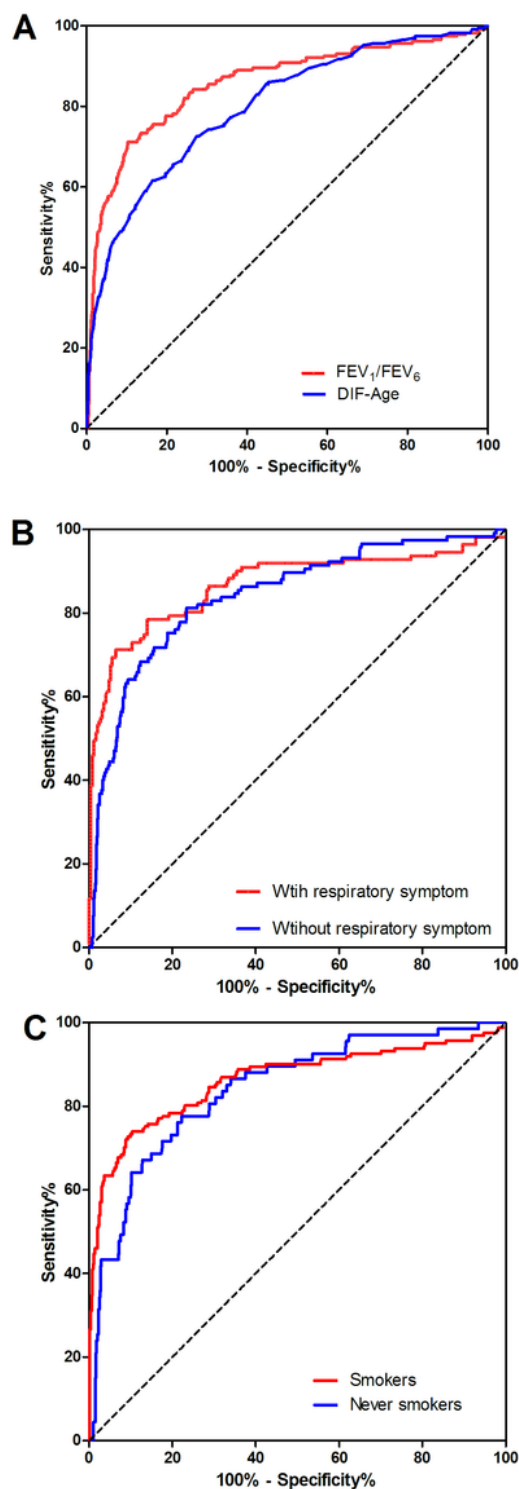 A
Sensitivity%
100
80
60
40
20
0
0 20 40 60 80 100
100% - Specificity%
FEV₁/FEV₆
DIF-Age
B
Sensitivity%
100
80
60
40
20
0
0 20 40 60 80 100
100% - Specificity%
Wtih respiratory symptom
Wtihout respiratory symptom
C
Sensitivity%
100
80
60
40
20
0
0 20 40 60 80 100
100% - Specificity%
Smokers
Never smokers